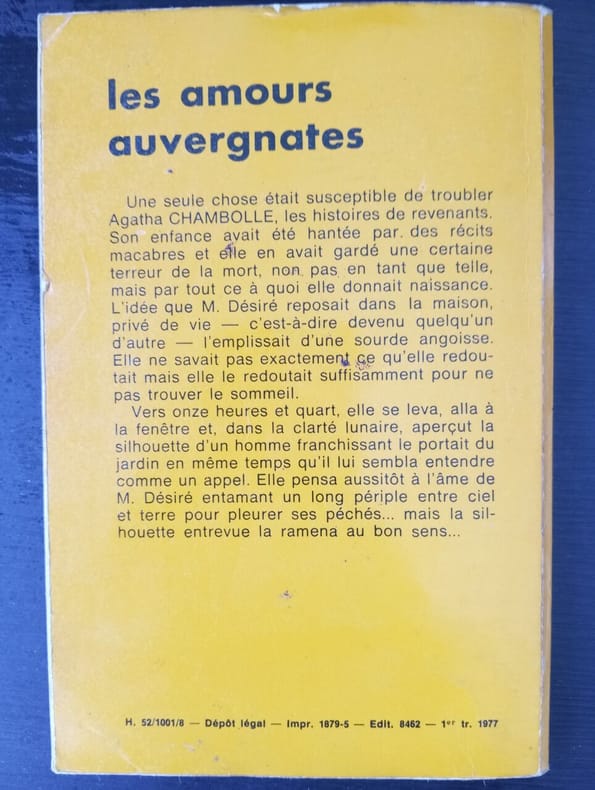 les amours
auvergnates
Une seule chose était susceptible de troubler
Agatha CHAMBOLLE, les histoires de revenants.
Son enfance avait été hantée par des récits
macabres et elle en avait gardé une certaine
terreur de la mort, non pas en tant que telle,
mais par tout ce à quoi elle donnait naissance.
L'idée que M. Désiré reposait dans la maison,
privé de vie — c'est-à-dire devenu quelqu'un
d'autre — l'emplissait d'une sourde angoisse.
Elle ne savait pas exactement ce qu'elle redou-
tait mais elle le redoutait suffisamment pour ne
pas trouver le sommeil.
Vers onze heures et quart, elle se leva, alla à
la fenêtre et, dans la clarté lunaire, aperçut la
silhouette d'un homme franchissant le portait du
jardin en même temps qu'il lui sembla entendre
comme un appel. Elle pensa aussitôt à l'âme de
M. Désiré entamant un long périple entre ciel
et terre pour pleurer ses péchés... mais la sil-
houette entrevue la ramena au bon sens...
H. 52/1001/8 — Dépôt légal — Impr. 1879-5 — Edit. 8462 — 1er tr. 1977